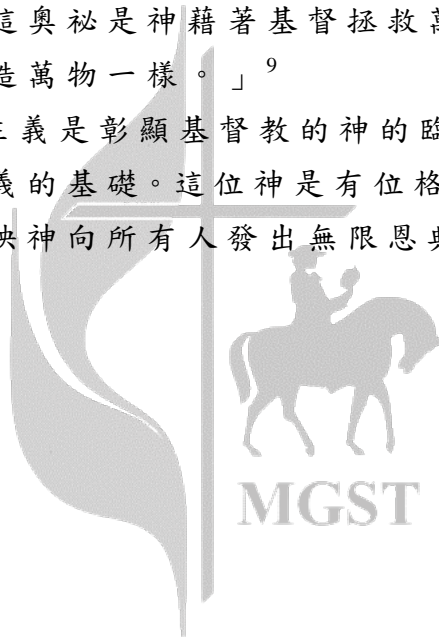 這奧祕是神藉著基督拯救萬
造萬物一樣。」9
主義是彰顯基督教的神的臨
義的基礎。這位神是有位格
映神向所有人發出無限恩典
MGST